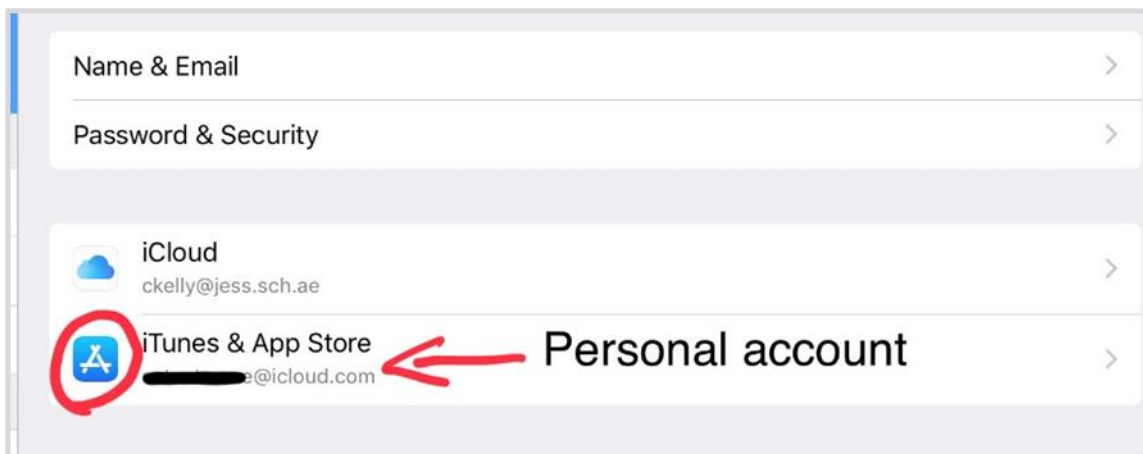 Name & Email
Password & Security
iCloud
ckelly@jess.sch.ae
iTunes & App Store
e@icloud.com
Personal account